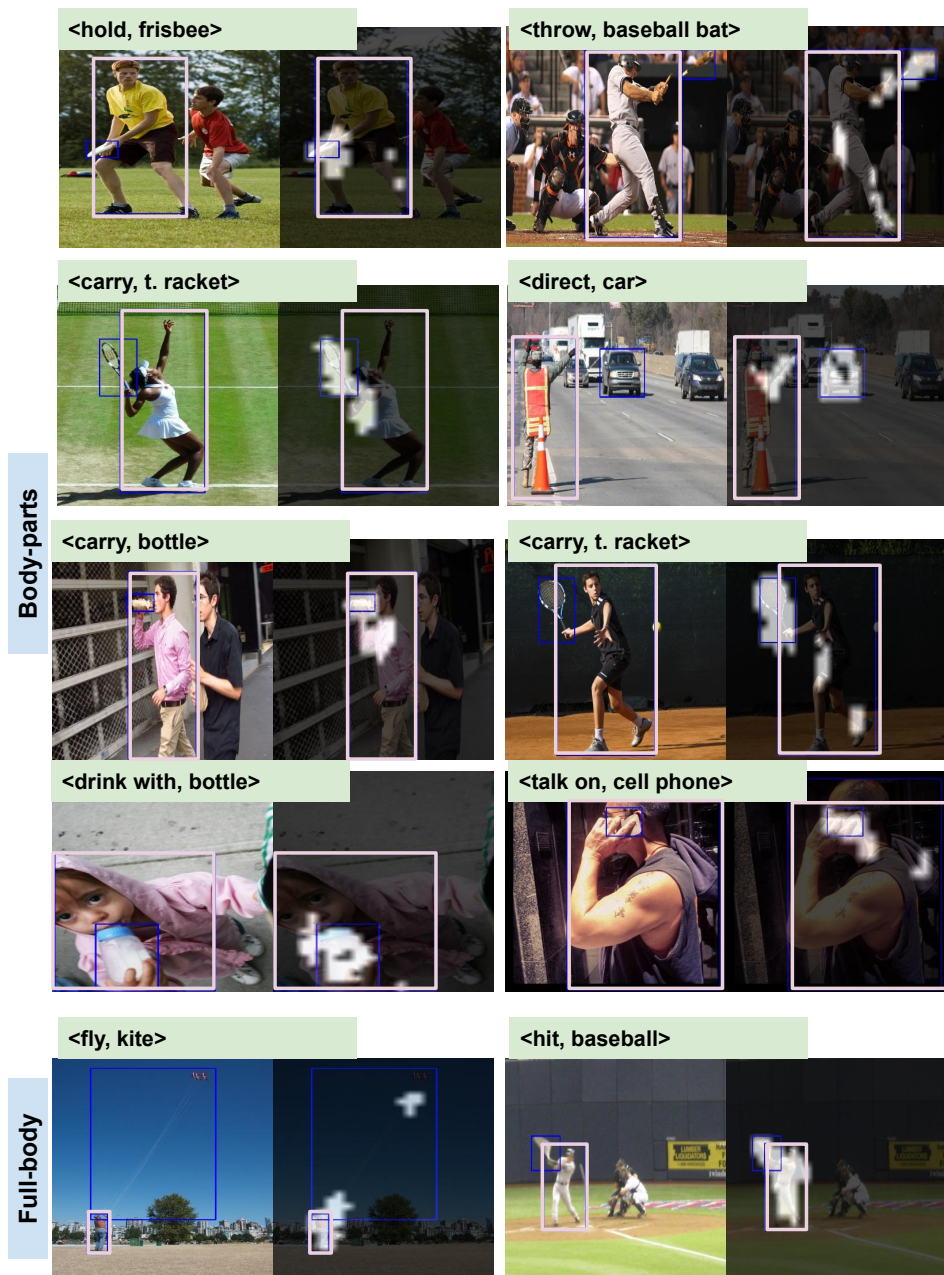 <hold, frisbee>
<throw, baseball bat>
<carry, t. racket>
<direct, car>
Body-parts
<carry, bottle>
<carry, t. racket>
<drink with, bottle>
<talk on, cell phone>
<fly, kite>
<hit, baseball>
Full-body
LUMBER
LIQUIDATORS